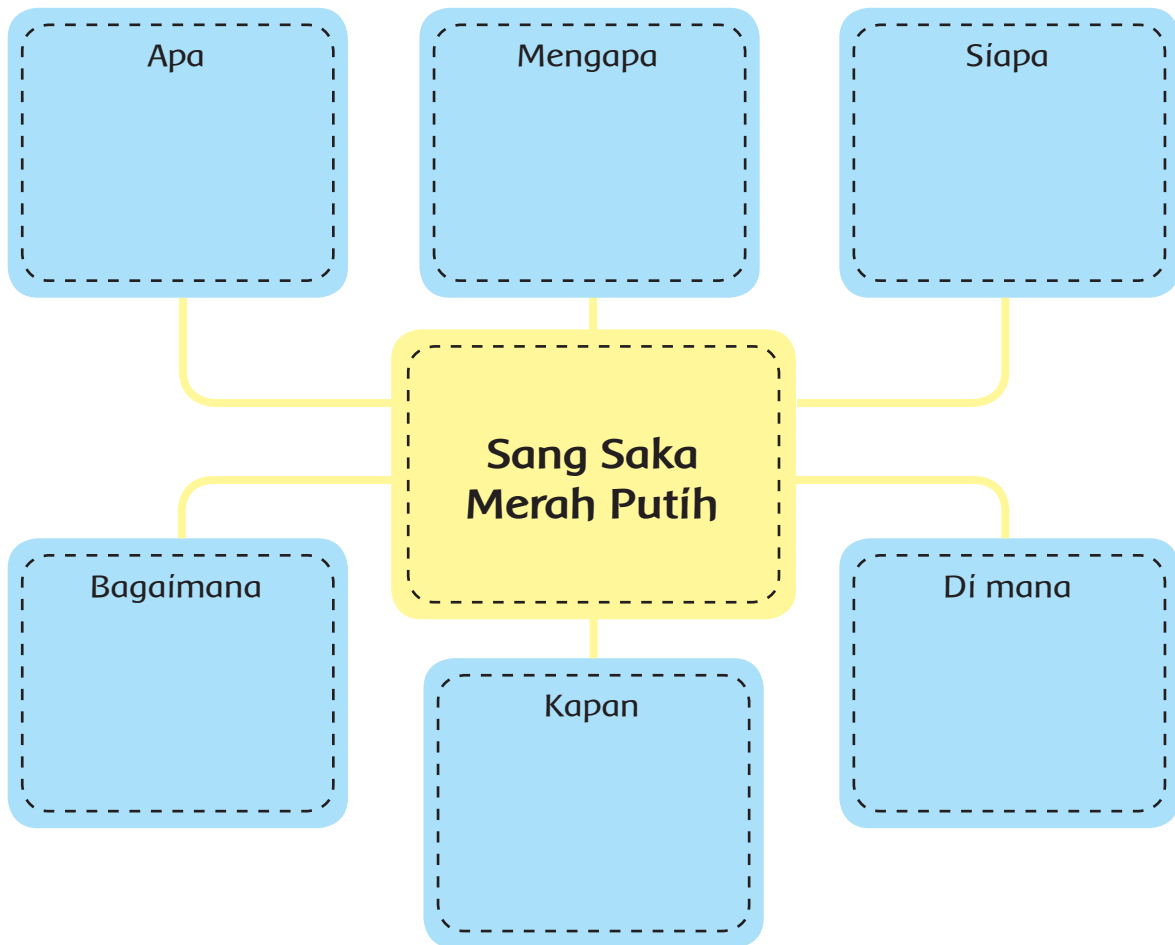 Apa
Mengapa
Siapa
Sang Saka
Merah Putih
Bagaimana
Di mana
Kapan